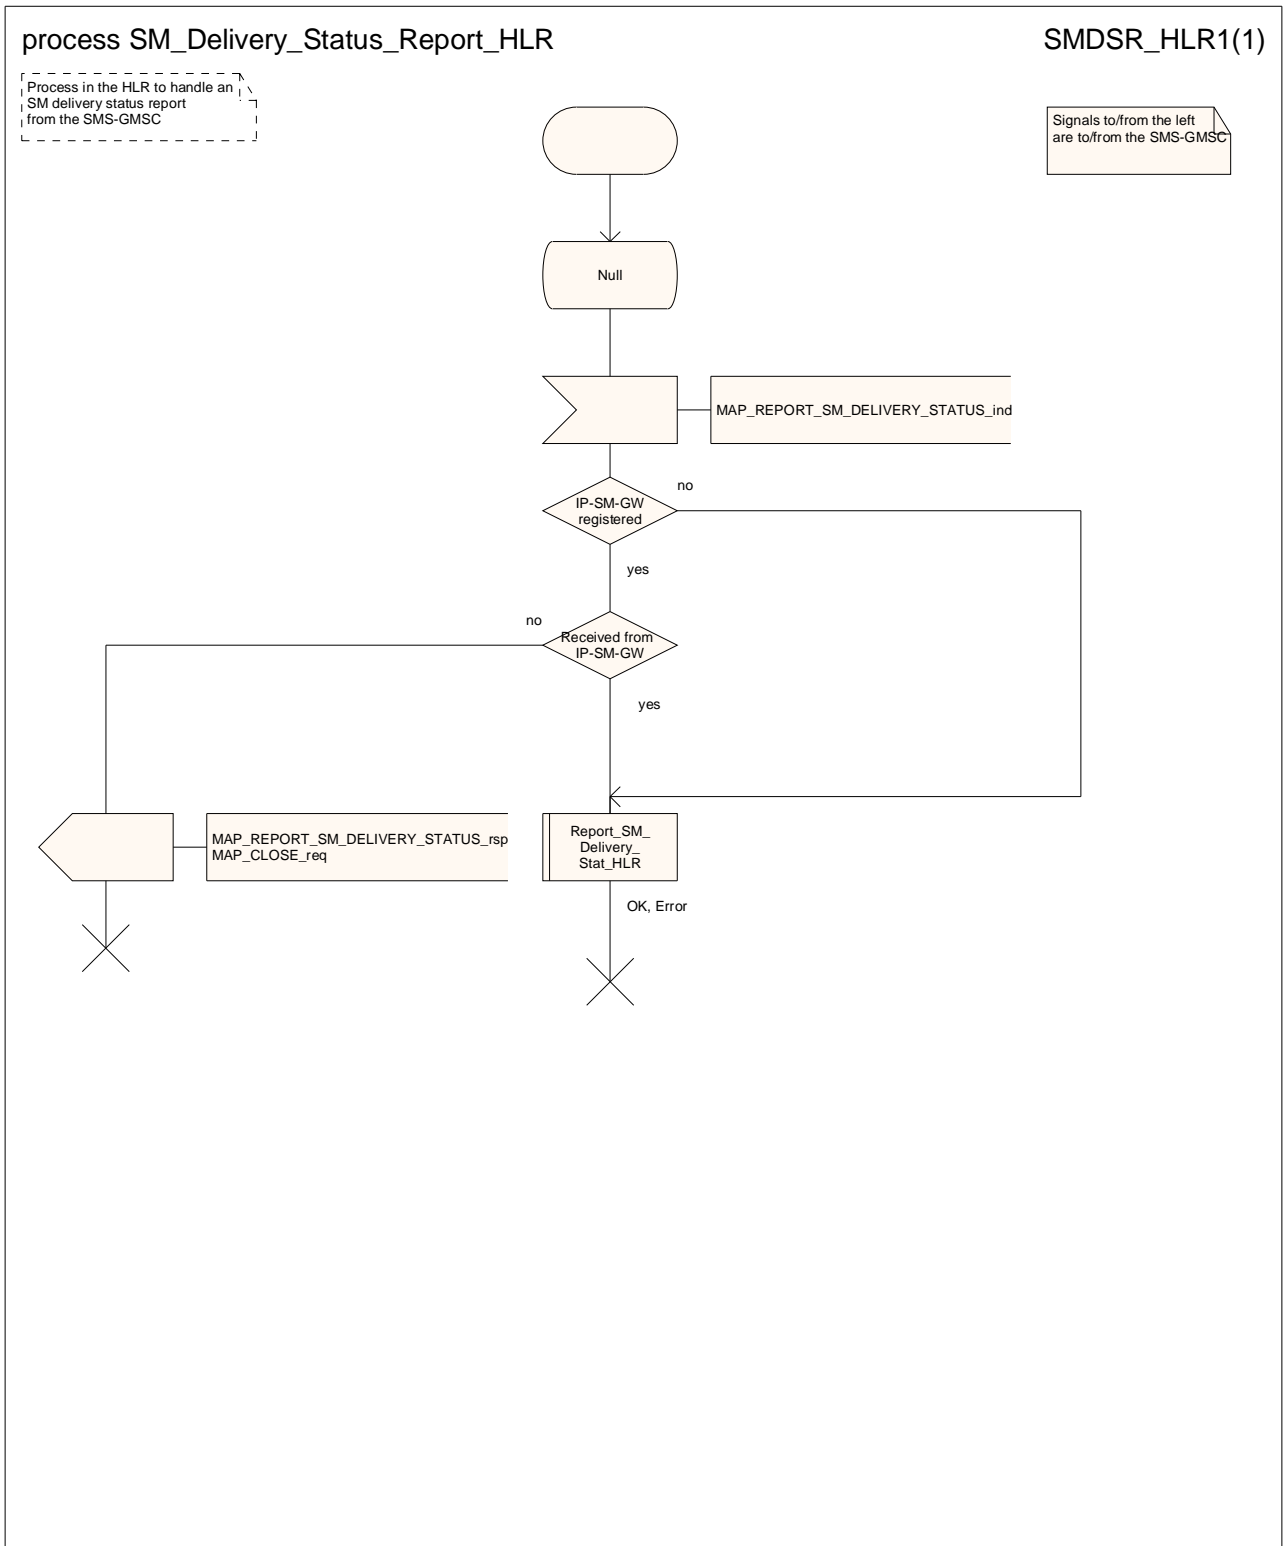 process SM_Delivery_Status_Report_HLR
SMDSR_HLR1(1)
Process in the HLR to handle an
SM delivery status report
from the SMS-GMSC
Signals to/from the left
are to/from the SMS-GMSC
Null
MAP_REPORT_SM_DELIVERY_STATUS_ind
IP-SM-GW
registered
no
yes
no
Received from
IP-SM-GW
yes
MAP_REPORT_SM_DELIVERY_STATUS_rsp
MAP_CLOSE_req
Report_SM_
Delivery_
Stat_HLR
OK, Error